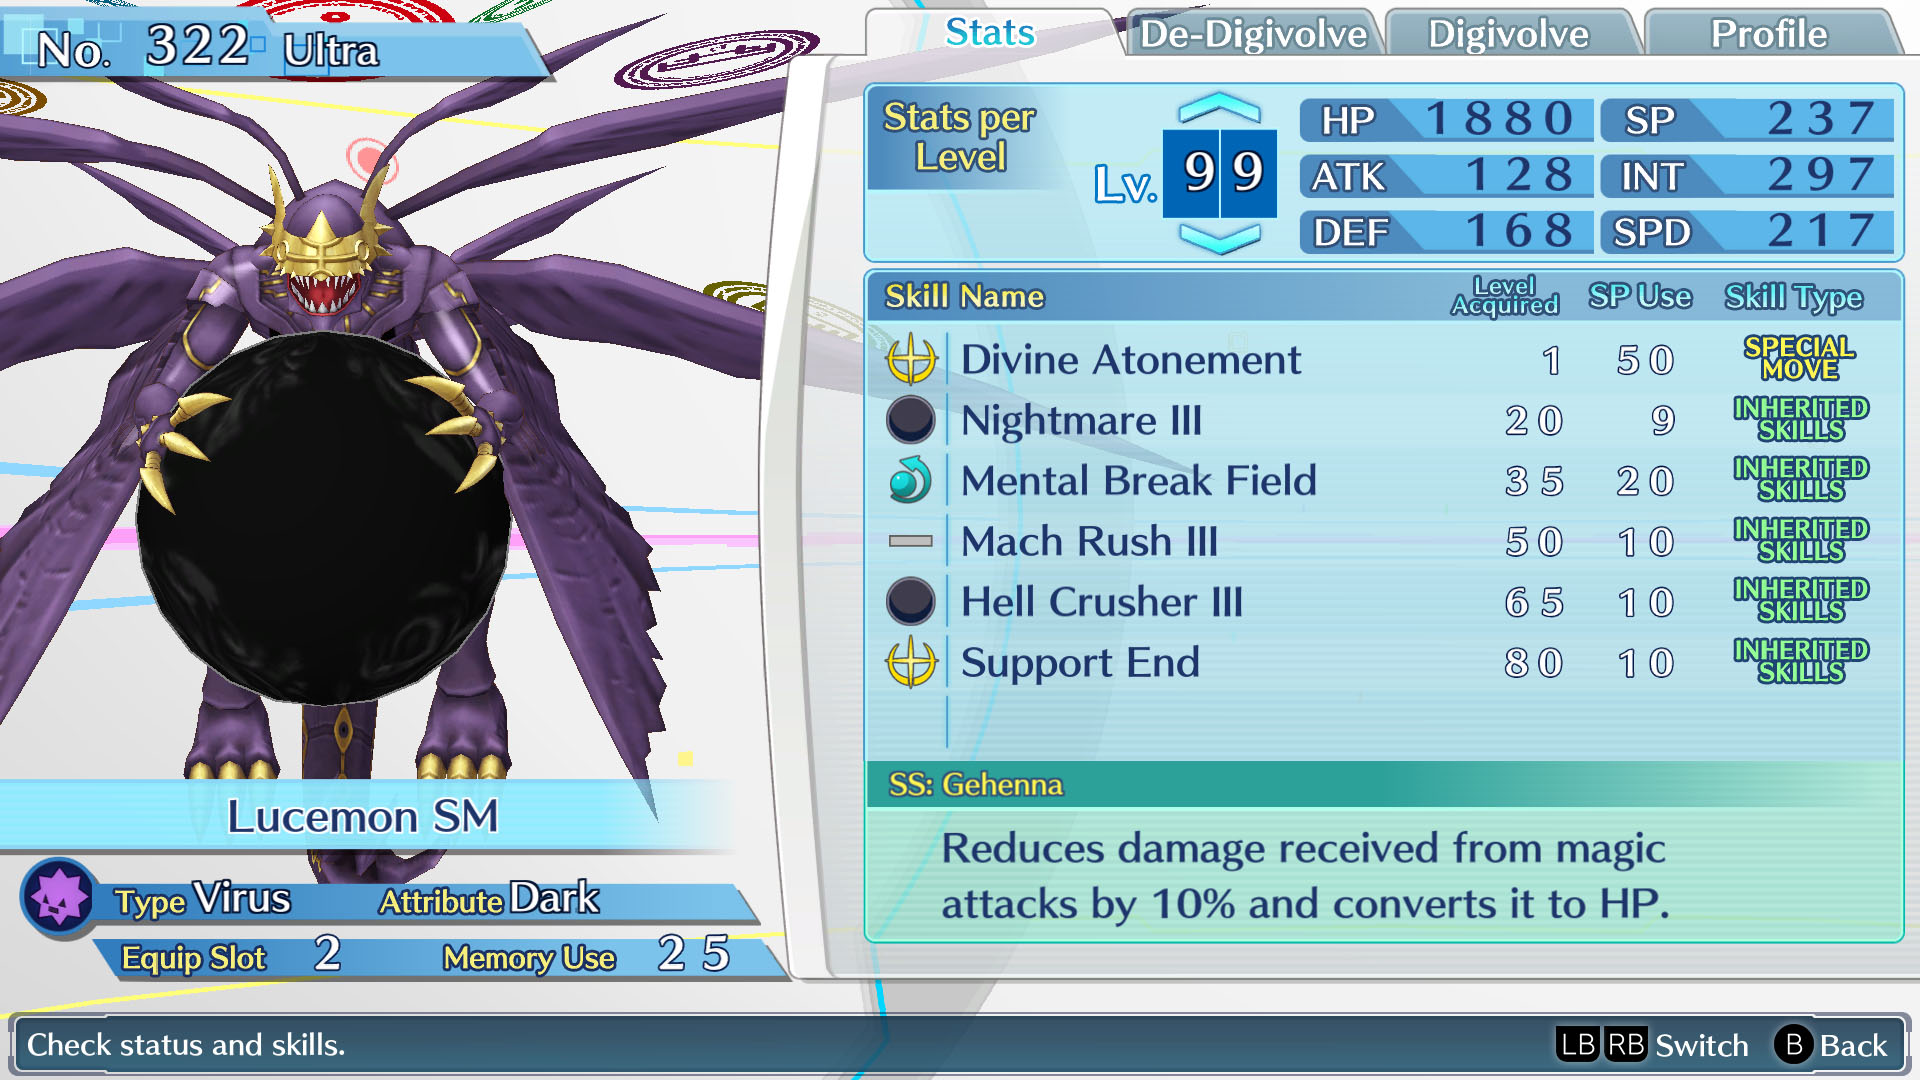 No. 322 Ultra
Stats De-Digivolve Digivolve Profile
Stats per
Level
Lv. 99
HP 1880 SP 237
ATK 128 INT 297
DEF 168 SPD 217
Skill Name Level Acquired SP Use Skill Type
Divine Atonement 1 50 SPECIAL MOVE
Nightmare III 20 9 INHERITED SKILLS
Mental Break Field 35 20 INHERITED SKILLS
Mach Rush III 50 10 INHERITED SKILLS
Hell Crusher III 65 10 INHERITED SKILLS
Support End 80 10 INHERITED SKILLS
SS: Gehenna
Reduces damage received from magic
attacks by 10% and converts it to HP.
Lucemon SM
Type Virus Attribute Dark
Equip Slot 2 Memory Use 25
Check status and skills.
LB RB Switch B Back